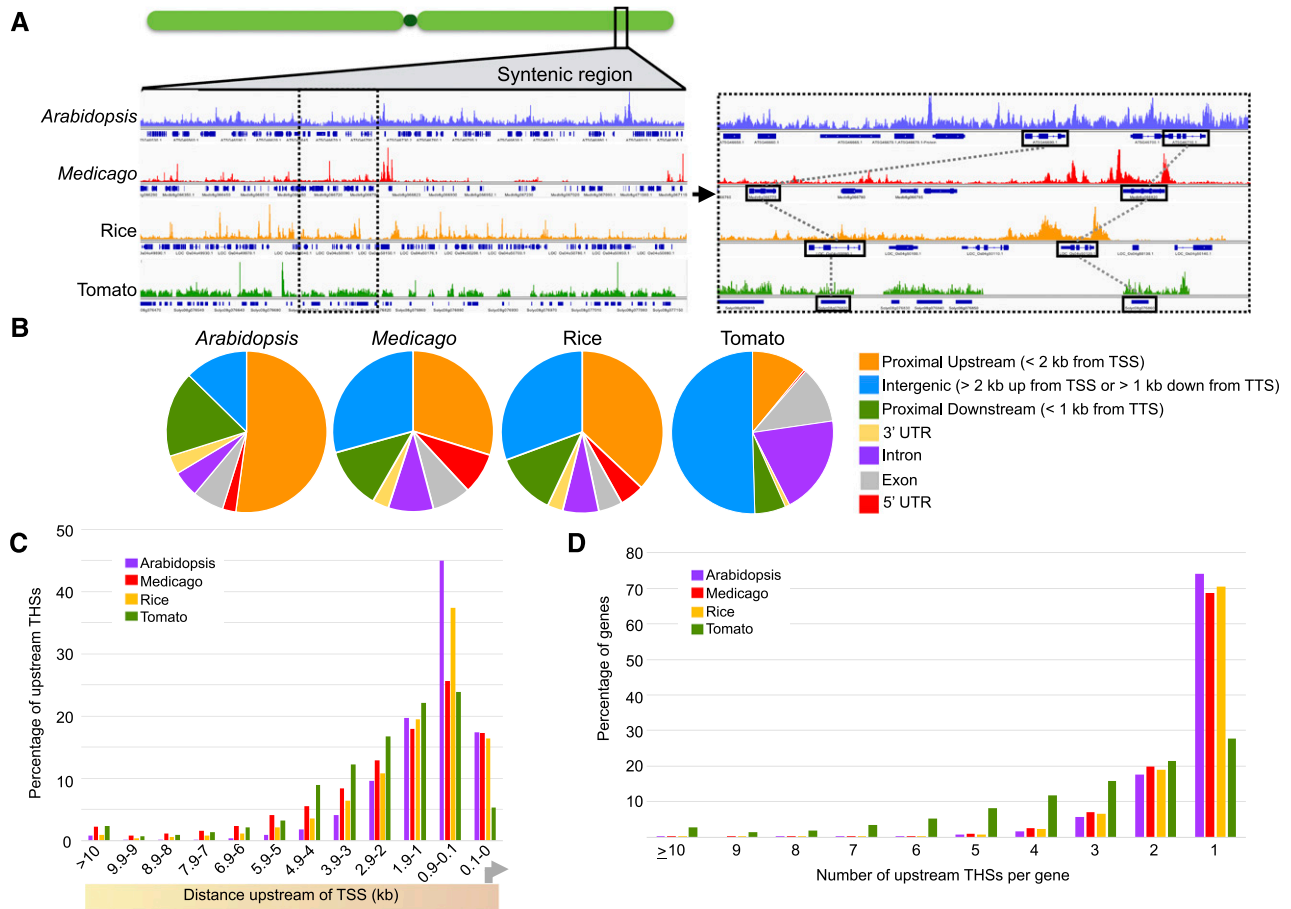 A
Syntenic region
Arabidopsis
Medicago
Rice
Tomato
B
Arabidopsis
Medicago
Rice
Tomato
Proximal Upstream (< 2 kb from TSS)
Intergenic (> 2 kb up from TSS or > 1 kb down from TTS)
Proximal Downstream (< 1 kb from TTS)
3' UTR
Intron
Exon
5' UTR
C
Percentage of upstream THSs
50
40
30
20
10
0
Arabidopsis
Medicago
Rice
Tomato
>10
9.9-9
8.9-8
7.9-7
6.9-6
5.9-5
4.9-4
3.9-3
2.9-2
1.9-1
0.9-0.1
0.1-0
Distance upstream of TSS (kb)
D
Percentage of genes
80
70
60
50
40
30
20
10
Arabidopsis
Medicago
Rice
Tomato
≥10
9
8
7
6
5
4
3
2
1
Number of upstream THSs per gene